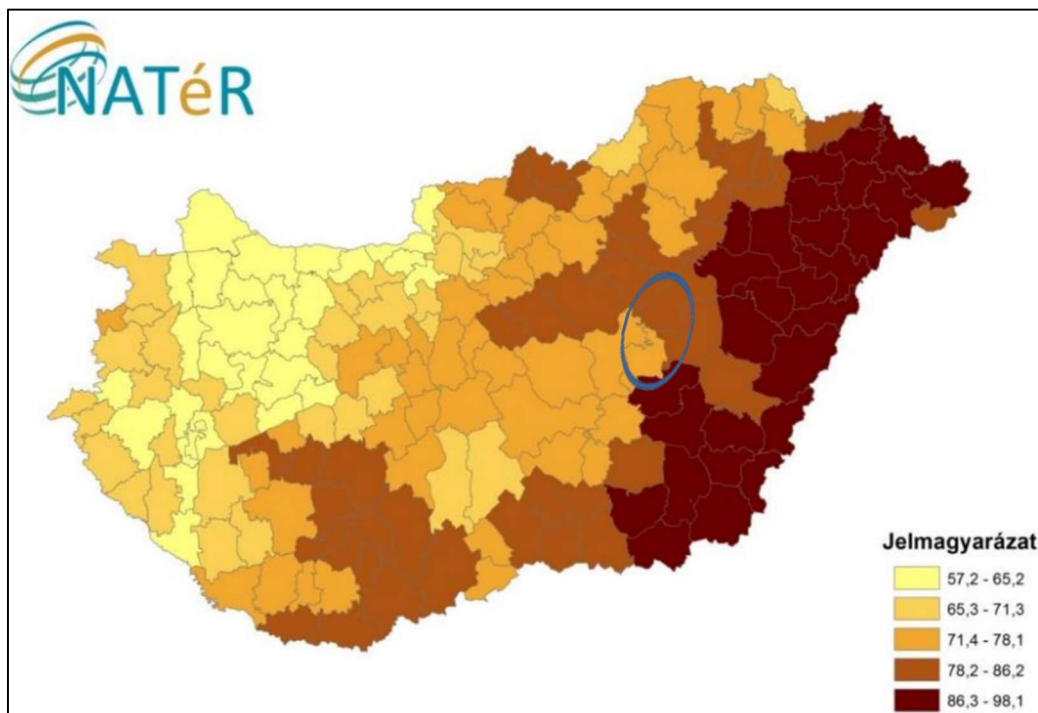 NATéR
Jelmagyarázat
57,2 - 65,2
65,3 - 71,3
71,4 - 78,1
78,2 - 86,2
86,3 - 98,1